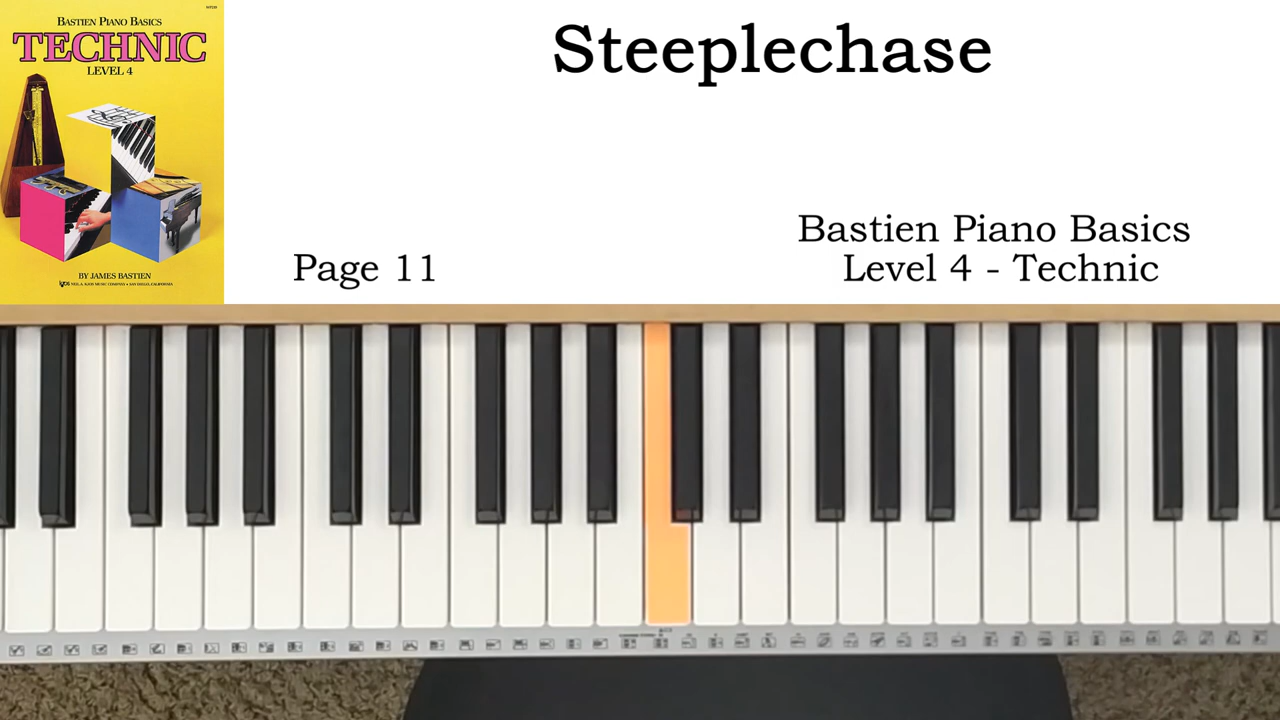 BASTIEN PIANO BASICS
TECHNIC
LEVEL 4
BY JAMES BASTIEN
Steeplechase
Page 11
Bastien Piano Basics
Level 4 - Technic